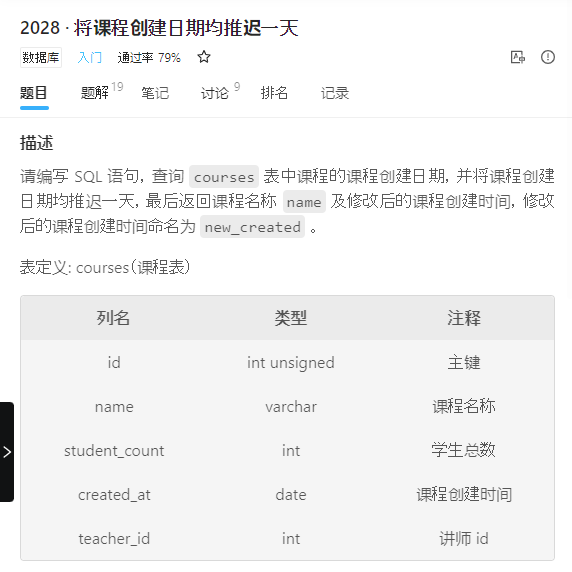 2028 · 将课程创建日期均推迟一天
数据库 入门 通过率 79%
题目 题解 19 笔记 讨论 9 排名 记录
描述
请编写 SQL 语句，查询 courses 表中课程的课程创建日期，并将课程创建
日期均推迟一天，最后返回课程名称 name 及修改后的课程创建时间，修改
后的课程创建时间命名为 new_created 。
表定义: courses（课程表）
列名 类型 注释
id int unsigned 主键
name varchar 课程名称
student_count int 学生总数
created_at date 课程创建时间
teacher_id int 讲师 id